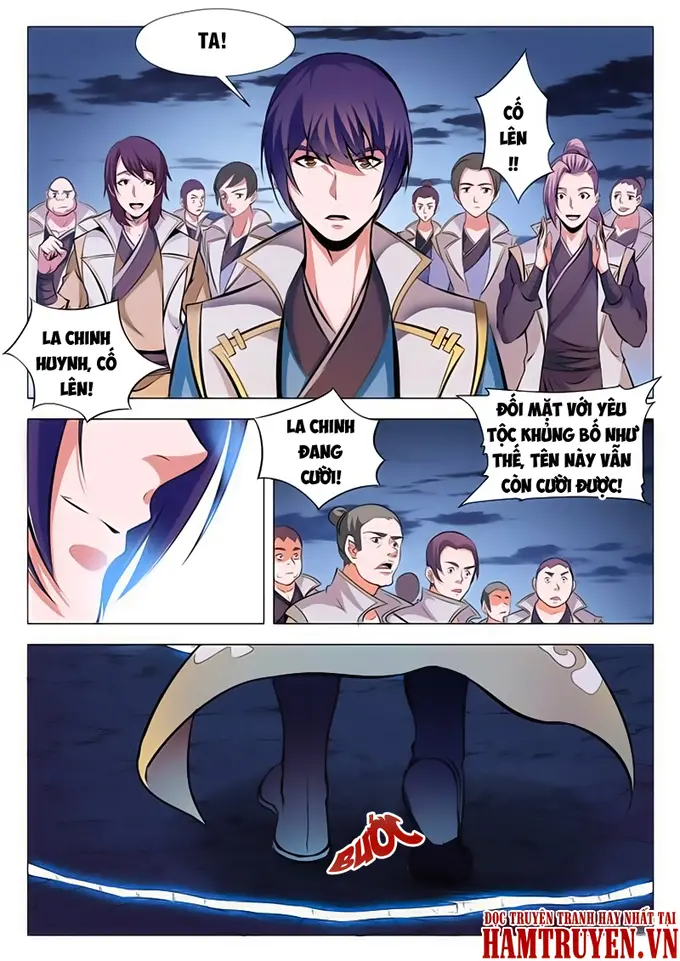 TA!
CỐ
LÊN
!!
LA CHINH
HUYNH, CỐ
LÊN!
LA CHINH
ĐANG
CƯỜI!
ĐỐI MẶT VỚI YÊU
TỘC KHỦNG BỐ NHƯ
THẾ, TÊN NÀY VẪN
CÒN CƯỜI ĐƯỢC!
BƯỚC
ĐỌC TRUYỆN TRANH HAY NHẤT TẠI
HAMTRUYEN.VN